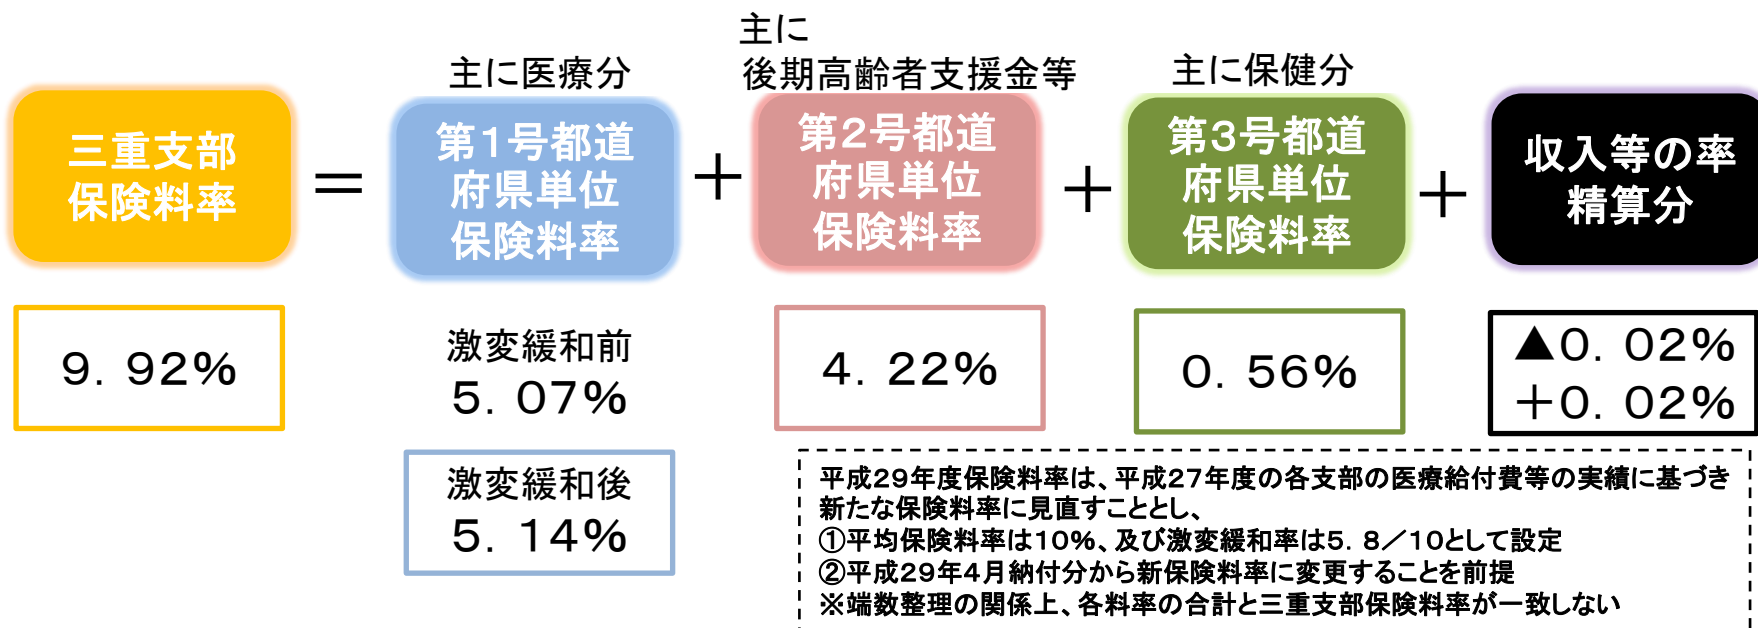 三重支部
保険料率
＝
主に医療分
第1号都道
府県単位
保険料率
＋
主に
後期高齢者支援金等
第2号都道
府県単位
保険料率
＋
主に保健分
第3号都道
府県単位
保険料率
＋
収入等の率
精算分
9．92%
激変緩和前
5．07%
激変緩和後
5．14%
4．22%
0．56%
▲0．02%
＋0．02%
平成29年度保険料率は、平成27年度の各支部の医療給付費等の実績に基づき
新たな保険料率に見直すこととし、
①平均保険料率は10%、及び激変緩和率は5．8／10として設定
②平成29年4月納付分から新保険料率に変更することを前提
※端数整理の関係上、各料率の合計と三重支部保険料率が一致しない